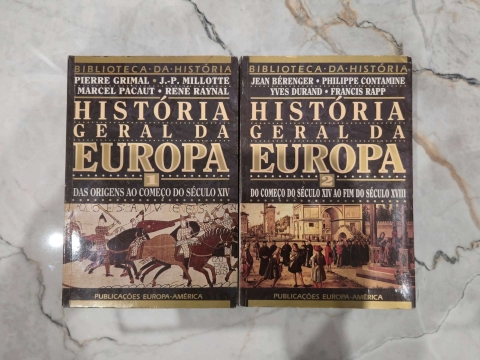 BIBLIOTECA·DA·HISTÓRIA
PIERRE GRIMAL · J.-P. MILLOTTE
MARCEL PACAUT · RENÉ RAYNAL
HISTÓRIA
GERAL DA
EUROPA
1
DAS ORIGENS AO COMEÇO DO SÉCULO XIV
PUBLICAÇÕES EUROPA-AMÉRICA
BIBLIOTECA·DA·HISTÓRIA
JEAN BÉRENGER · PHILIPPE CONTAMINE
YVES DURAND · FRANCIS RAPP
HISTÓRIA
GERAL DA
EUROPA
2
DO COMEÇO DO SÉCULO XIV AO FIM DO SÉCULO XVIII
PUBLICAÇÕES EUROPA-AMÉRICA